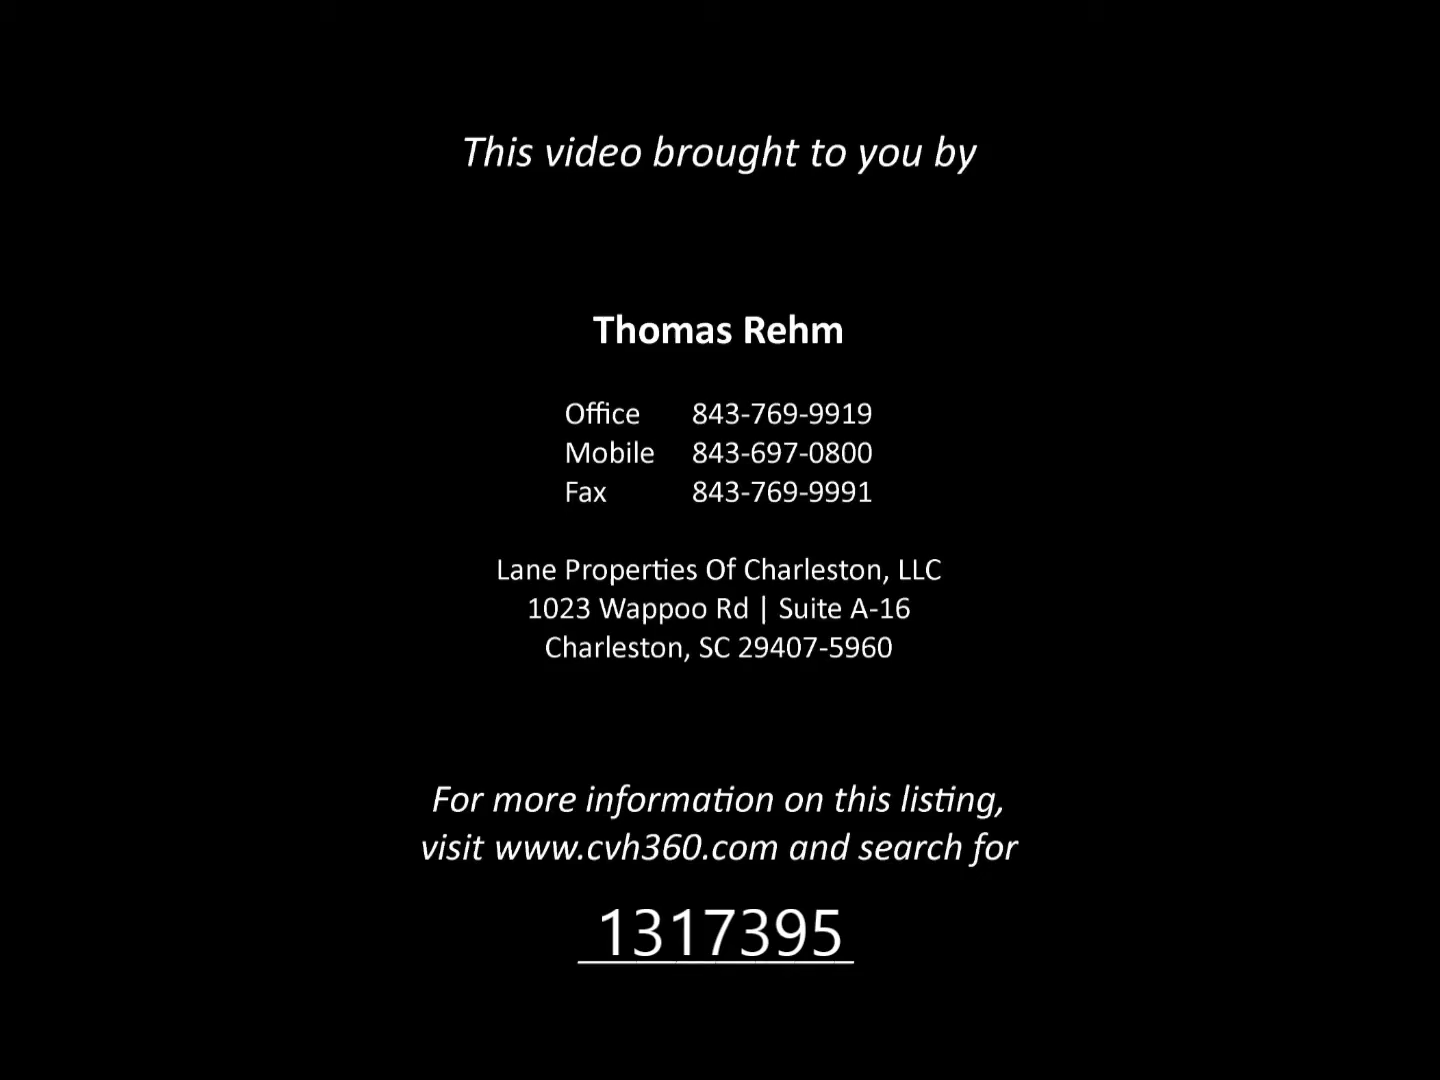 This video brought to you by
Thomas Rehm
Office 843-769-9919
Mobile 843-697-0800
Fax 843-769-9991
Lane Properties Of Charleston, LLC
1023 Wappoo Rd | Suite A-16
Charleston, SC 29407-5960
For more information on this listing,
visit www.cvh360.com and search for
1317395